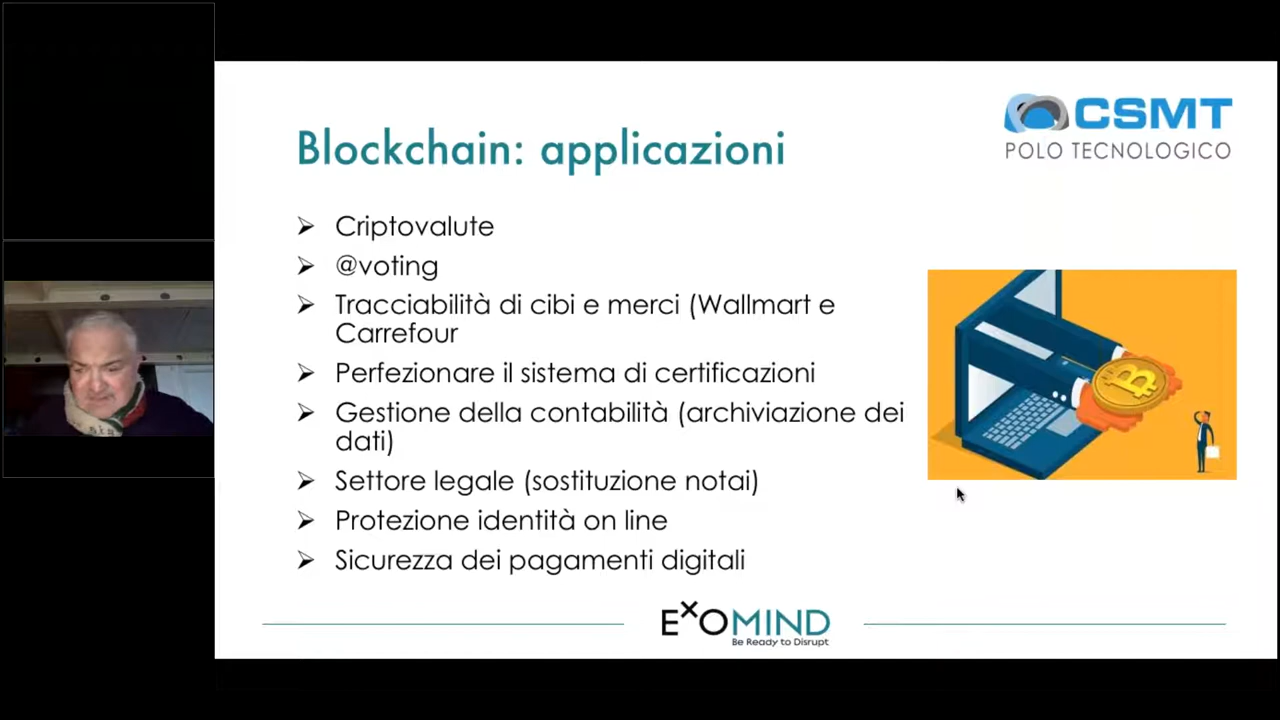 CSMT
POLO TECNOLOGICO
Blockchain: applicazioni
➢ Criptovalute
➢ @voting
➢ Tracciabilità di cibi e merci (Wallmart e
Carrefour
➢ Perfezionare il sistema di certificazioni
➢ Gestione della contabilità (archiviazione dei
dati)
➢ Settore legale (sostituzione notai)
➢ Protezione identità on line
➢ Sicurezza dei pagamenti digitali
EXOMIND
Be Ready to Disrupt